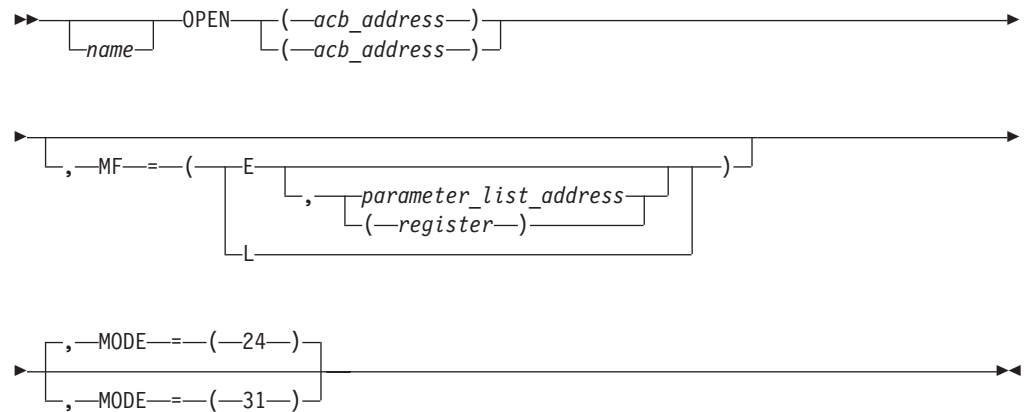 OPEN ( acb_address )
name ( acb_address )
, MF = ( E )
, parameter_list_address
( register )
L
, MODE = ( 24 )
, MODE = ( 31 )